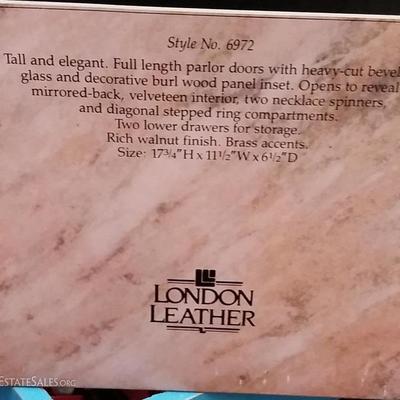 Style No. 6972
Tall and elegant. Full length parlor doors with heavy-cut bevel
glass and decorative burl wood panel inset. Opens to reveal
mirrored-back, velveteen interior, two necklace spinners,
and diagonal stepped ring compartments.
Two lower drawers for storage.
Rich walnut finish. Brass accents.
Size: 17¾"H x 11½"W x 6½"D
LONDON
LEATHER
ESTATESALES.ORG